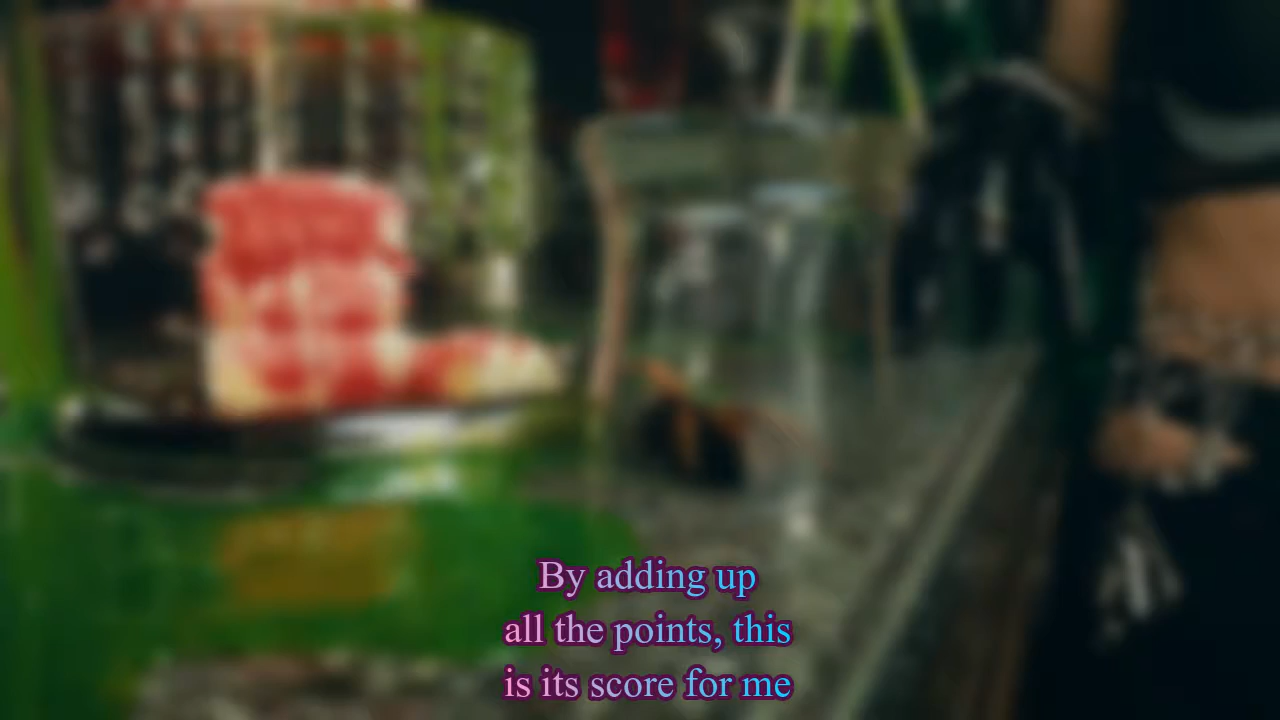 By adding up
all the points, this
is its score for me